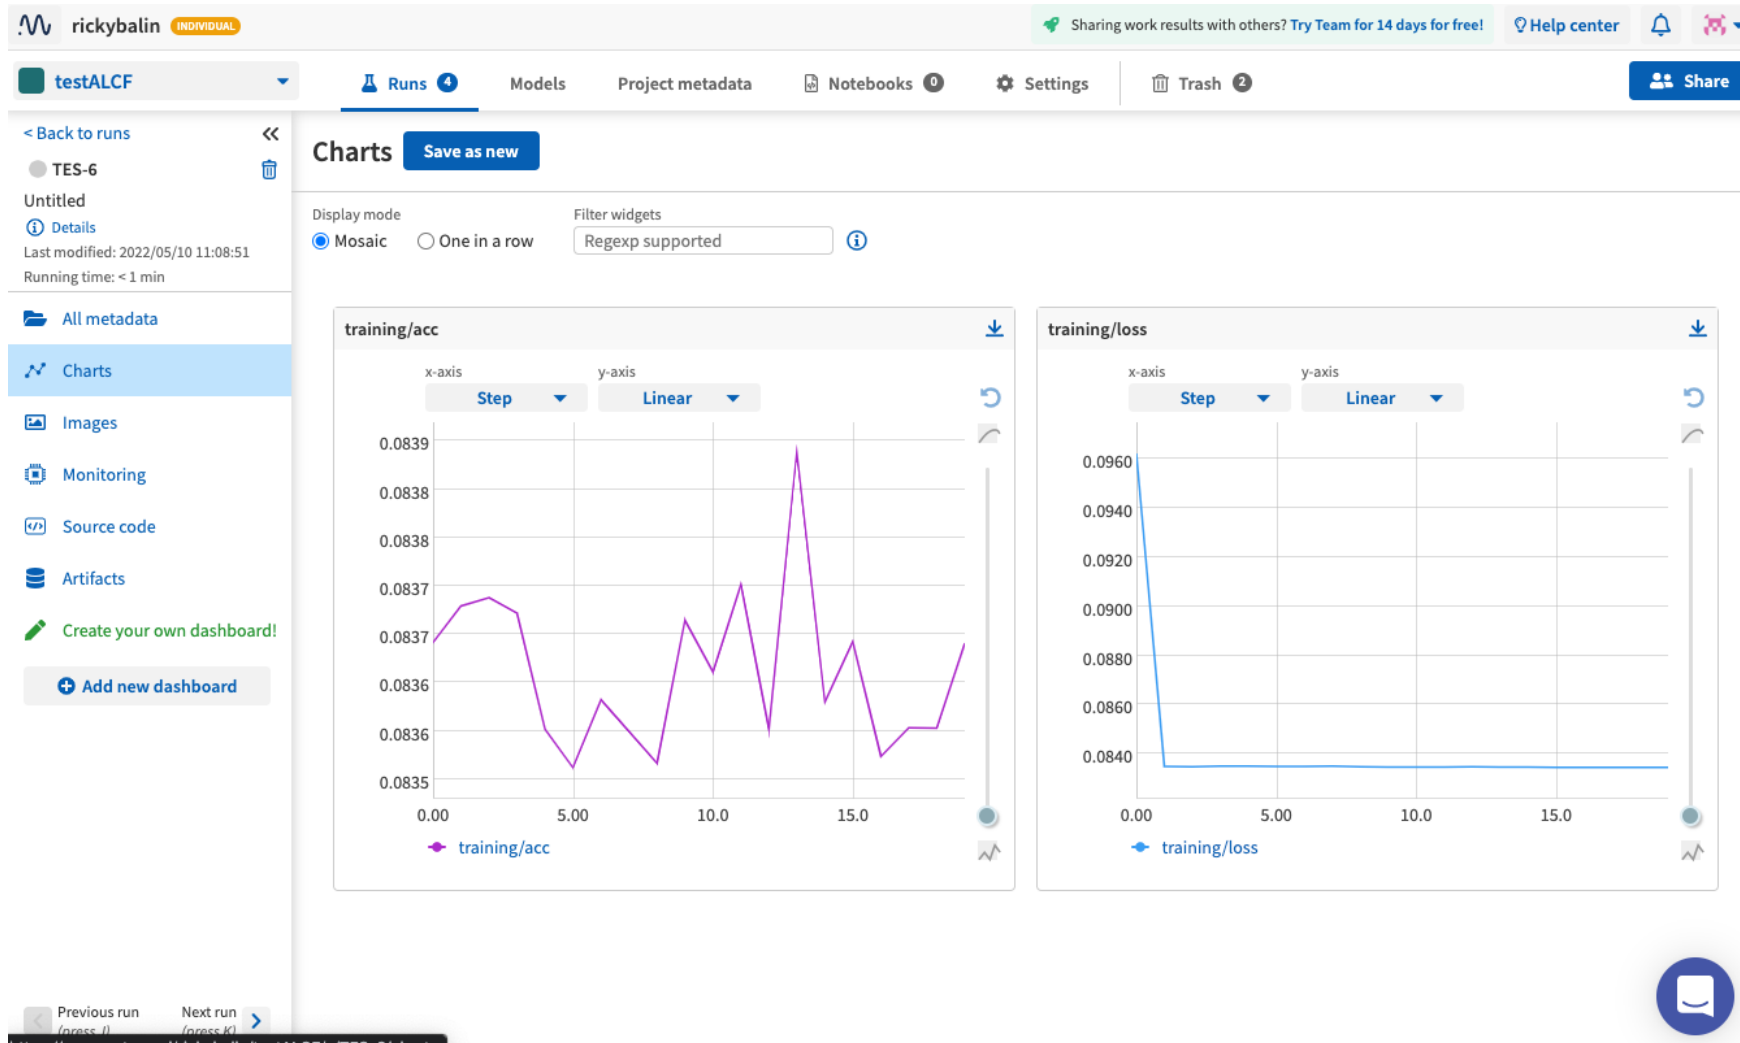 rickybalin INDIVIDUAL
Sharing work results with others? Try Team for 14 days for free!
Help center
testALCF
Runs 4
Models
Project metadata
Notebooks 0
Settings
Trash 2
Share
< Back to runs
TES-6
Untitled
Details
Last modified: 2022/05/10 11:08:51
Running time: < 1 min
All metadata
Charts
Images
Monitoring
Source code
Artifacts
Create your own dashboard!
Add new dashboard
Previous run
Next run
(press K)
Charts
Save as new
Display mode
Mosaic
One in a row
Filter widgets
Regexp supported
training/acc
x-axis
Step
y-axis
Linear
0.0839
0.0838
0.0838
0.0837
0.0837
0.0836
0.0836
0.0835
0.00
5.00
10.0
15.0
training/acc
training/loss
x-axis
Step
y-axis
Linear
0.0960
0.0940
0.0920
0.0900
0.0880
0.0860
0.0840
0.00
5.00
10.0
15.0
training/loss